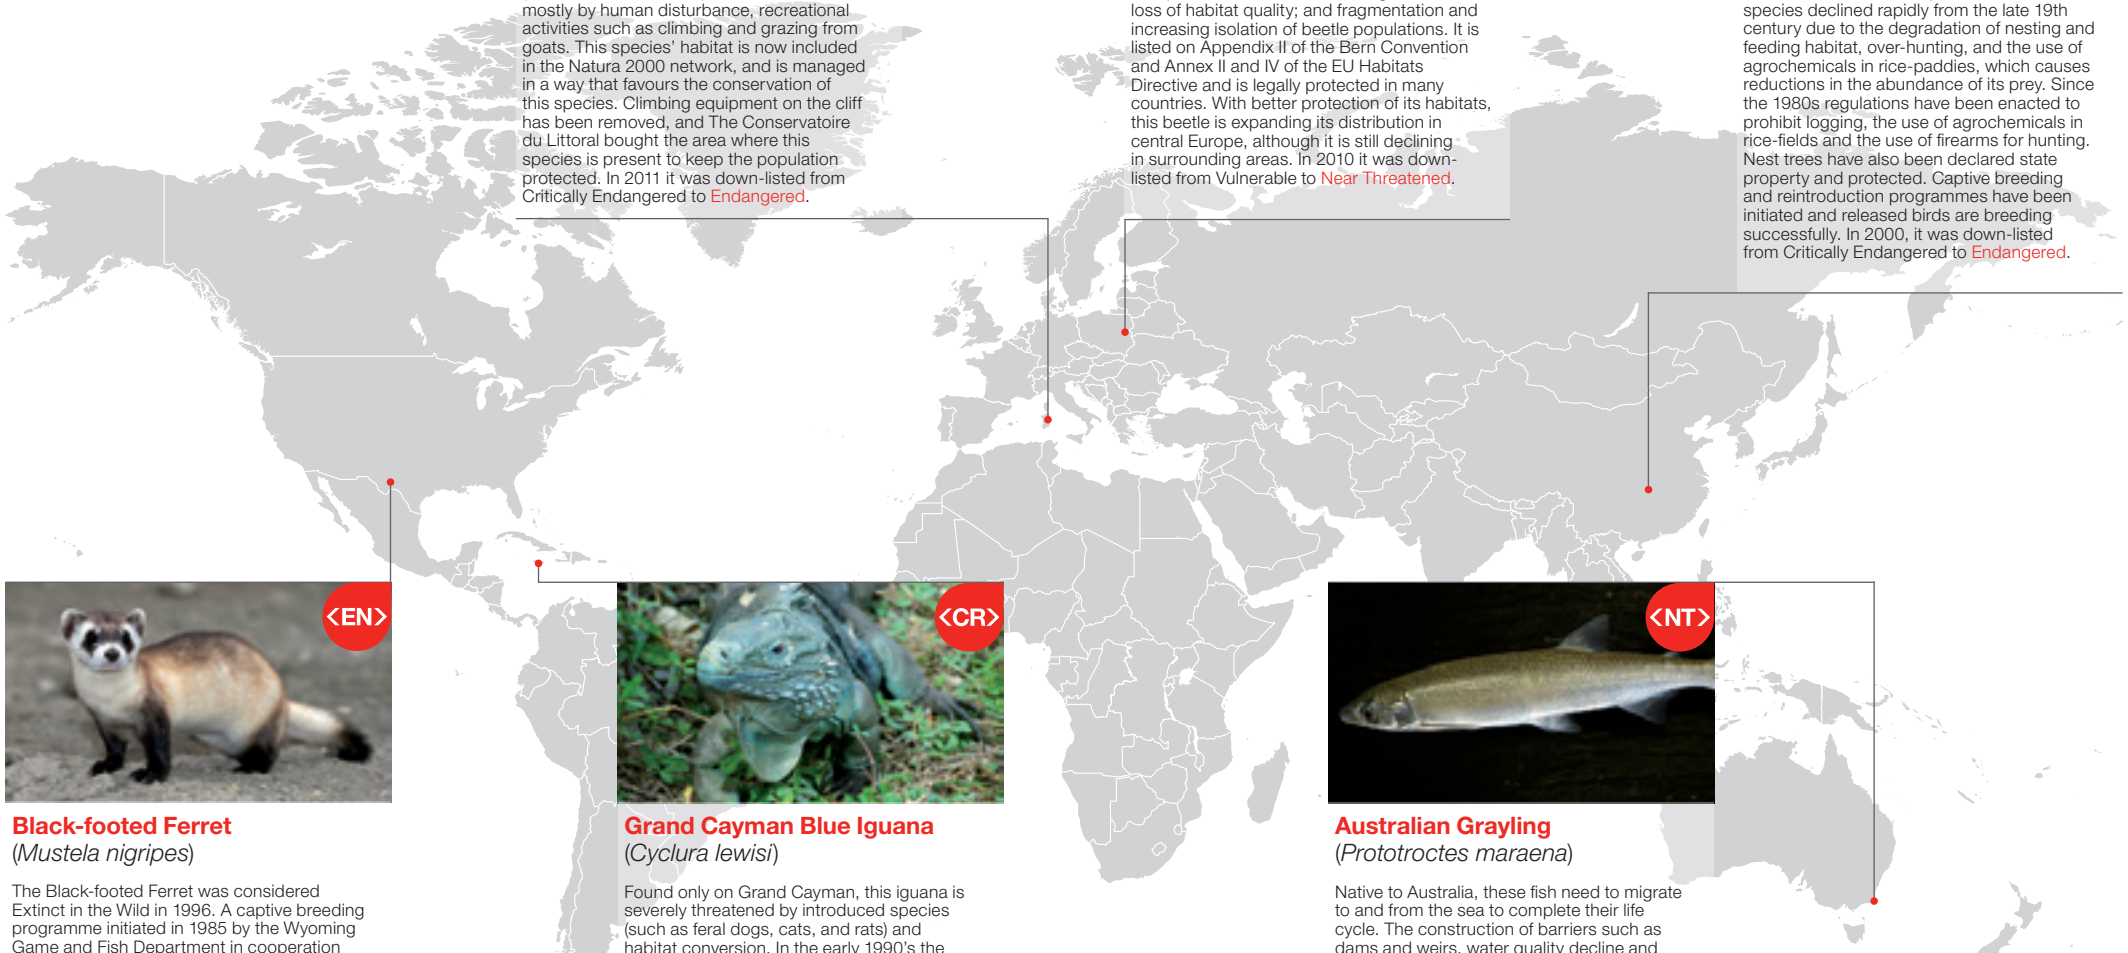 mostly by human disturbance, recreational
activities such as climbing and grazing from
goats. This species’ habitat is now included
in the Natura 2000 network, and is managed
in a way that favours the conservation of
this species. Climbing equipment on the cliff
has been removed, and The Conservatoire
du Littoral bought the area where this
species is present to keep the population
protected. In 2011 it was down-listed from
Critically Endangered to Endangered.
loss of habitat quality; and fragmentation and
increasing isolation of beetle populations. It is
listed on Appendix II of the Bern Convention
and Annex II and IV of the EU Habitats
Directive and is legally protected in many
countries. With better protection of its habitats,
this beetle is expanding its distribution in
central Europe, although it is still declining
in surrounding areas. In 2010 it was down-
listed from Vulnerable to Near Threatened.
species declined rapidly from the late 19th
century due to the degradation of nesting and
feeding habitat, over-hunting, and the use of
agrochemicals in rice-paddies, which causes
reductions in the abundance of its prey. Since
the 1980s regulations have been enacted to
prohibit logging, the use of agrochemicals in
rice-fields and the use of firearms for hunting.
Nest trees have also been declared state
property and protected. Captive breeding
and reintroduction programmes have been
initiated and released birds are breeding
successfully. In 2000, it was down-listed
from Critically Endangered to Endangered.
<EN>
Black-footed Ferret
(Mustela nigripes)
The Black-footed Ferret was considered
Extinct in the Wild in 1996. A captive breeding
programme initiated in 1985 by the Wyoming
Game and Fish Department in cooperation
<CR>
Grand Cayman Blue Iguana
(Cyclura lewisi)
Found only on Grand Cayman, this iguana is
severely threatened by introduced species
(such as feral dogs, cats, and rats) and
habitat conversion. In the early 1990’s the
<NT>
Australian Grayling
(Prototroctes maraena)
Native to Australia, these fish need to migrate
to and from the sea to complete their life
cycle. The construction of barriers such as
dams and weirs, water quality decline and